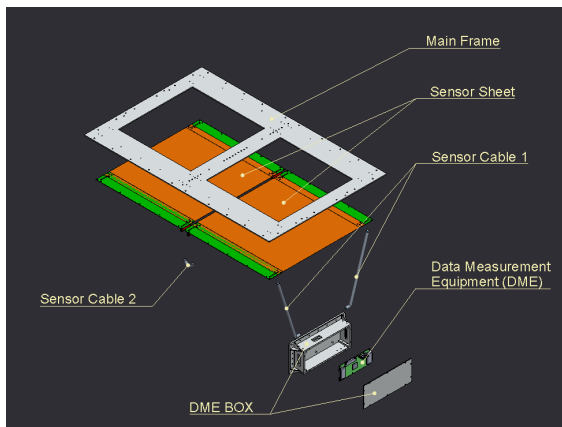 Main Frame
Sensor Sheet
Sensor Cable 1
Data Measurement
Equipment (DME)
Sensor Cable 2
DME BOX